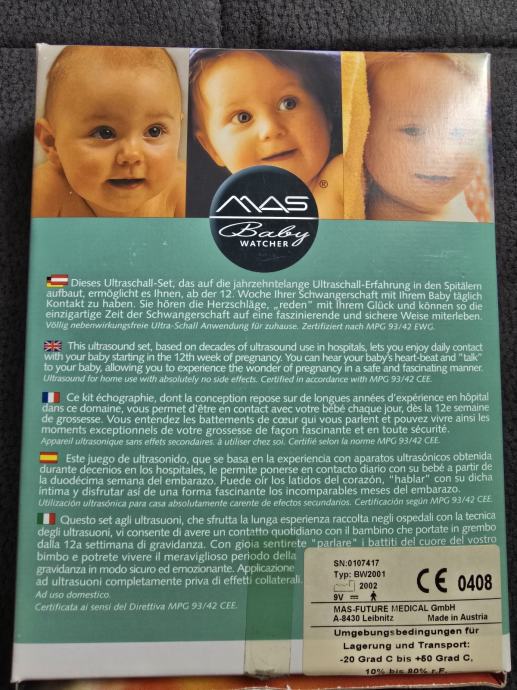 MAS
®
Baby
WATCHER
Dieses Ultraschall-Set, das auf die jahrzehntelange Ultraschall-Erfahrung in den Spitälern
aufbaut, ermöglicht es Ihnen, ab der 12. Woche Ihrer Schwangerschaft mit Ihrem Baby täglich
Kontakt zu haben. Sie hören die Herzschläge, „reden" mit Ihrem Glück und können so die
einzigartige Zeit der Schwangerschaft auf eine faszinierende und sichere Weise miterleben.
Völlig nebenwirkungsfreie Ultra-Schall Anwendung für zuhause. Zertifiziert nach MPG 93/42 EWG.
This ultrasound set, based on decades of ultrasound use in hospitals, lets you enjoy daily contact
with your baby starting in the 12th week of pregnancy. You can hear your baby's heart-beat and "talk"
to your baby, allowing you to experience the wonder of pregnancy in a safe and fascinating manner.
Ultrasound for home use with absolutely no side effects. Certified in accordance with MPG 93/42 CEE.
Ce kit échographie, dont la conception repose sur de longues années d'expérience en hôpital
dans ce domaine, vous permet d'être en contact avec votre bébé chaque jour, dès la 12e semaine
de grossesse. Vous entendez les battements de cœur qui vous parlent et pouvez vivre ainsi les
moments exceptionnels de votre grossesse de façon fascinante et en toute sécurité.
Appareil ultrasonique sans effets secondaires. à utiliser chez soi. Certifié selon la norme MPG 93/42 CEE.
Este juego de ultrasonido, que se basa en la experiencia con aparatos ultrasónicos obtenida
durante decenios en los hospitales, le permite ponerse en contacto diario con su bebé a partir de
la duodécima semana del embarazo. Puede oír los latidos del corazón, "hablar" con su dicha
íntima y disfrutar así de una forma fascinante los incomparables meses del embarazo.
Utilización ultrasónica para casa absolutamente carente de efectos secundarios. Certificación según MPG 93/42 CEE.
Questo set agli ultrasuoni, che sfrutta la lunga esperienza raccolta negli ospedali con la tecnica
degli ultrasuoni, vi consente di avere un contatto quotidiano con il bambino che portate in grembo
dalla 12a settimana di gravidanza. Con gioia sentirete "parlare" i battiti del cuore del vostro
bimbo e potrete vivere il meraviglioso periodo della
gravidanza in modo sicuro ed emozionante. Applicazione
ad ultrasuoni completamente priva di effetti collaterali.
Ad uso domestico.
Certificata ai sensi del Direttiva MPG 93/42 CEE.
SN:0107417
Typ: BW2001
2002
9V
CE 0408
MAS-FUTURE MEDICAL GmbH
A-8430 Leibnitz Made in Austria
Umgebungsbedingungen für
Lagerung und Transport:
-20 Grad C bis +50 Grad C,
10% bis 80% r.F.